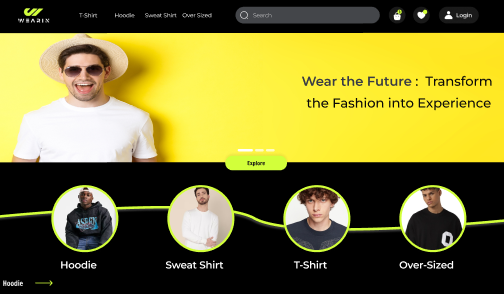 WEARIX
T-Shirt Hoodie Sweat Shirt Over Sized Search Login
Wear the Future : Transform
the Fashion into Experience
Explore
Hoodie Sweat Shirt T-Shirt Over-Sized
Hoodie